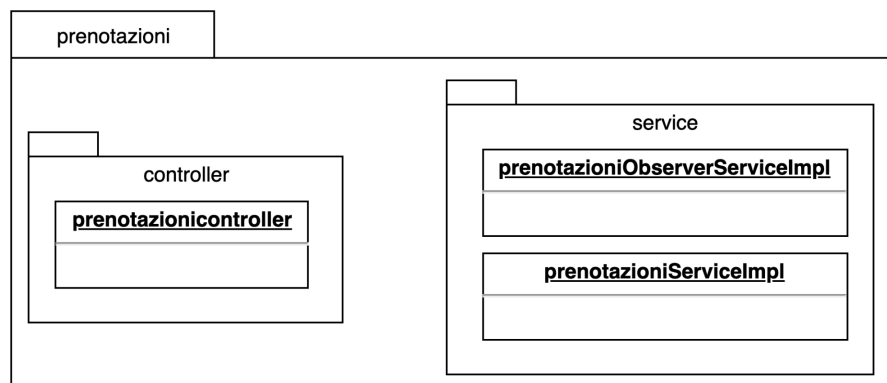 prenotazioni
controller
prenotazionicontroller
service
prenotazioniObserverServiceImpl
prenotazioniServiceImpl